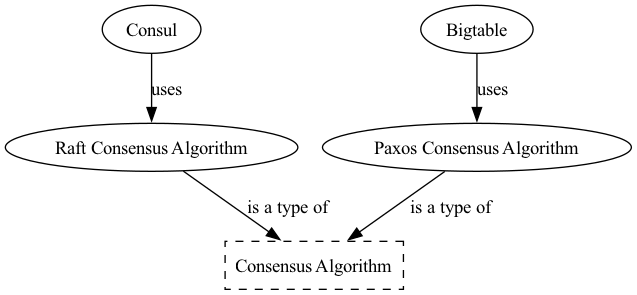 Consul
Bigtable
uses
uses
Raft Consensus Algorithm
Paxos Consensus Algorithm
is a type of
is a type of
Consensus Algorithm